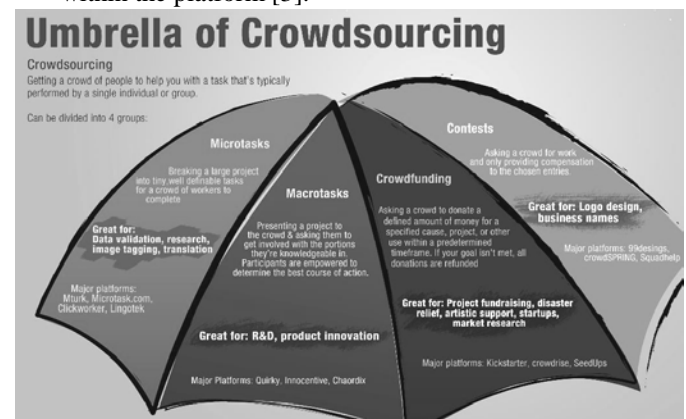 within the platform [3].
Umbrella of Crowdsourcing
Crowdsourcing
Getting a crowd of people to help you with a task that's typically
performed by a single individual or group.
Can be divided into 4 groups:
Microtasks
Breaking a large project
into tiny,well definable tasks
for a crowd of workers to
complete
Great for:
Data validation, research,
image tagging, translation
Major platforms:
Mturk, Microtask.com,
Clickworker, Lingotek
Macrotasks
Presenting a project to
the crowd & asking them to
get involved with the portions
they're knowledgeable in.
Participants are empowered to
determine the best course of action.
Great for: R&D, product innovation
Major Platforms: Quirky, Innocentive, Chaordix
Crowdfunding
Asking a crowd to donate a
defined amount of money for a
specified cause, project, or other
use within a predetermined
timeframe. If your goal isn't met, all
donations are refunded
Great for: Project fundraising, disaster
relief, artistic support, startups,
market research
Major platforms: Kickstarter, crowdrise, SeedUps
Contests
Asking a crowd for work
and only providing compensation
to the chosen entries.
Great for: Logo design,
business names
Major platforms: 99desings,
crowdSPRING, Squadhelp